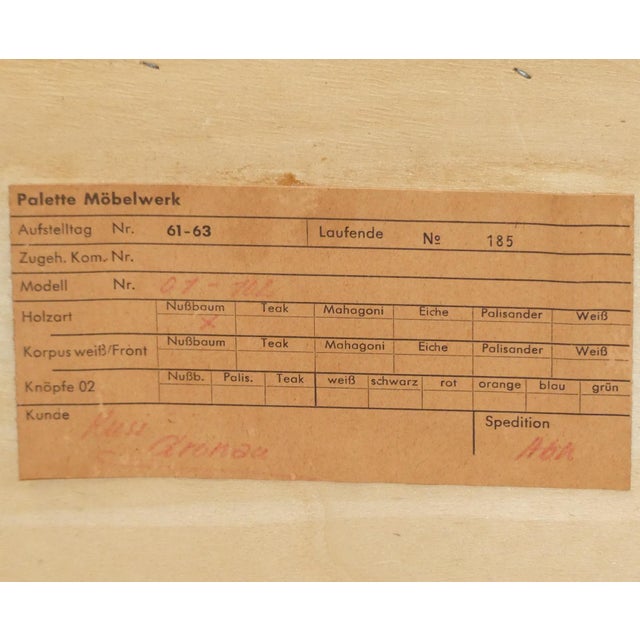 Palette Möbelwerk
Aufstelltag Nr. 61-63 Laufende № 185
Zugeh. Kom. Nr.
Modell Nr. 01-
Holzart Nußbaum Teak Mahagoni Eiche Palisander Weiß
x
Korpus weiß/Front Nußbaum Teak Mahagoni Eiche Palisander Weiß
Knöpfe 02 Nußb. Palis. Teak weiß schwarz rot orange blau grün
Kunde Spedition
Gronau